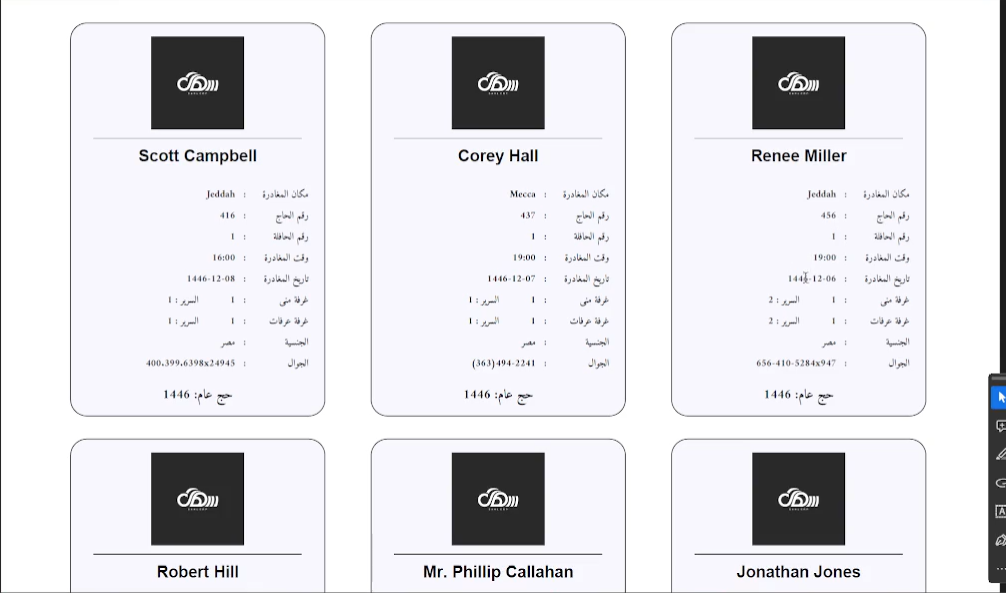 Scott Campbell
مكان المغادرة : Jeddah
رقم الحاج : 416
رقم الحافلة : 1
وقت المغادرة : 16:00
تاريخ المغادرة : 1446-12-08
غرفة منى : 1 السرير : 1
غرفة عرفات : 1 السرير : 1
الجنسية : مصر
الجوال : 400.399.6398x24945
حج عام: 1446
Corey Hall
مكان المغادرة : Mecca
رقم الحاج : 437
رقم الحافلة : 1
وقت المغادرة : 19:00
تاريخ المغادرة : 1446-12-07
غرفة منى : 1 السرير : 1
غرفة عرفات : 1 السرير : 1
الجنسية : مصر
الجوال : (363)494-2241
حج عام: 1446
Renee Miller
مكان المغادرة : Jeddah
رقم الحاج : 456
رقم الحافلة : 1
وقت المغادرة : 19:00
تاريخ المغادرة : 1446-12-06
غرفة منى : 1 السرير : 2
غرفة عرفات : 1 السرير : 2
الجنسية : مصر
الجوال : 656-410-5284x947
حج عام: 1446
Robert Hill
Mr. Phillip Callahan
Jonathan Jones